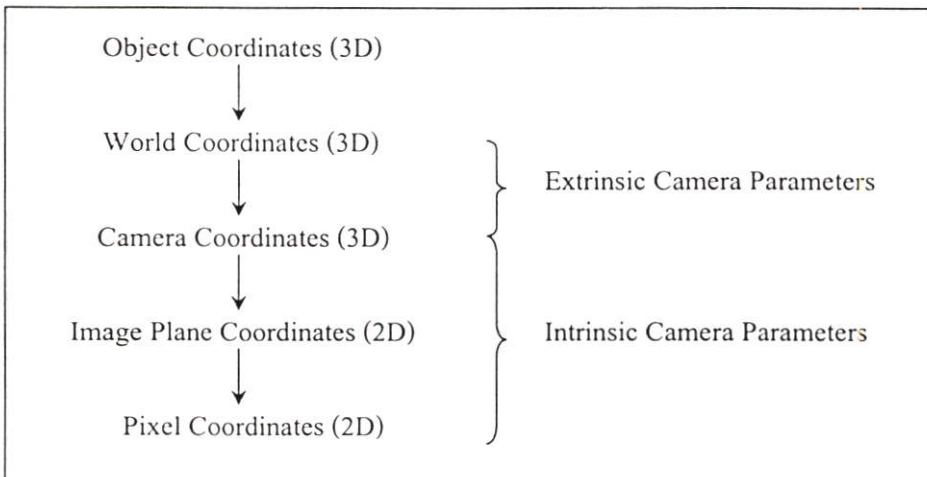 Object Coordinates (3D)
World Coordinates (3D)
Extrinsic Camera Parameters
Camera Coordinates (3D)
Image Plane Coordinates (2D)
Intrinsic Camera Parameters
Pixel Coordinates (2D)